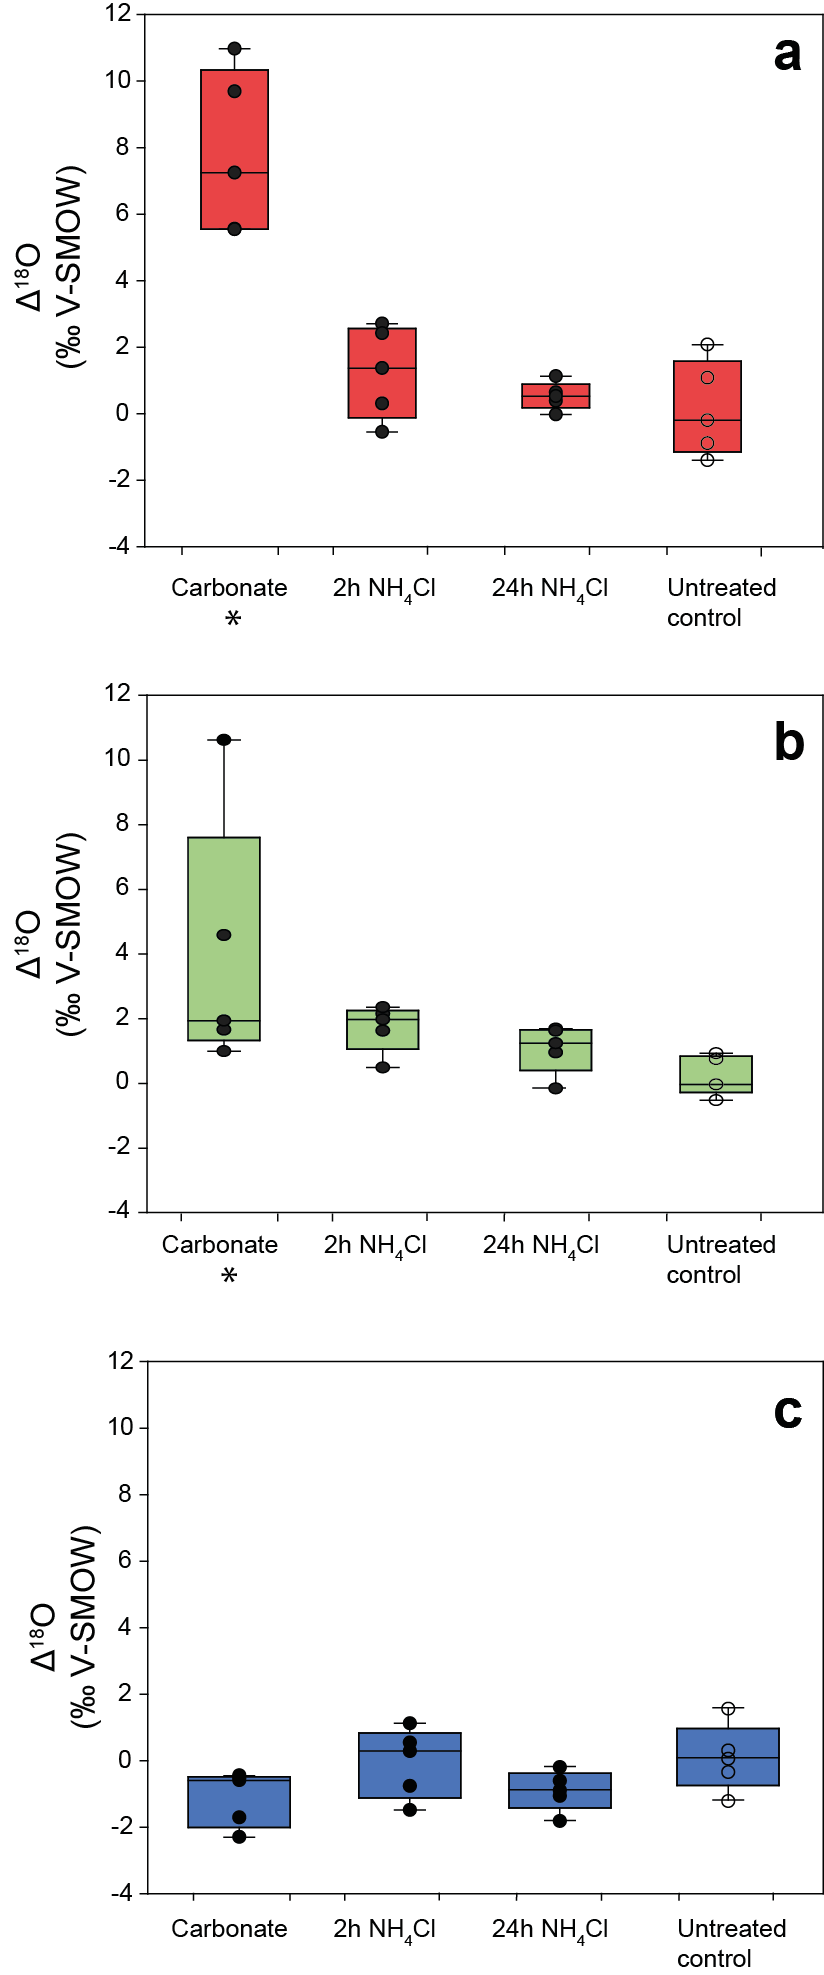 a
12
10
8
6
4
2
0
-2
-4
Δ¹⁸O
(‰ V-SMOW)
Carbonate
*
2h NH₄Cl
24h NH₄Cl
Untreated
control
b
12
10
8
6
4
2
0
-2
-4
Δ¹⁸O
(‰ V-SMOW)
Carbonate
*
2h NH₄Cl
24h NH₄Cl
Untreated
control
c
12
10
8
6
4
2
0
-2
-4
Δ¹⁸O
(‰ V-SMOW)
Carbonate
2h NH₄Cl
24h NH₄Cl
Untreated
control